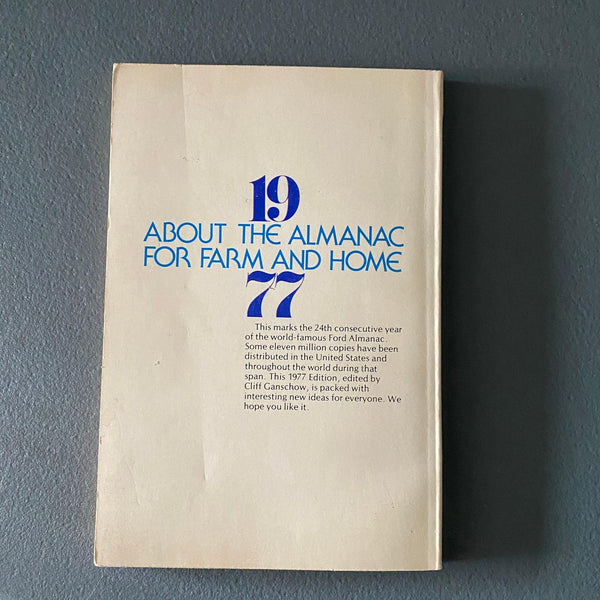 19
ABOUT THE ALMANAC
FOR FARM AND HOME
77
This marks the 24th consecutive year
of the world-famous Ford Almanac.
Some eleven million copies have been
distributed in the United States and
throughout the world during that
span. This 1977 Edition, edited by
Cliff Ganschow, is packed with
interesting new ideas for everyone. We
hope you like it.